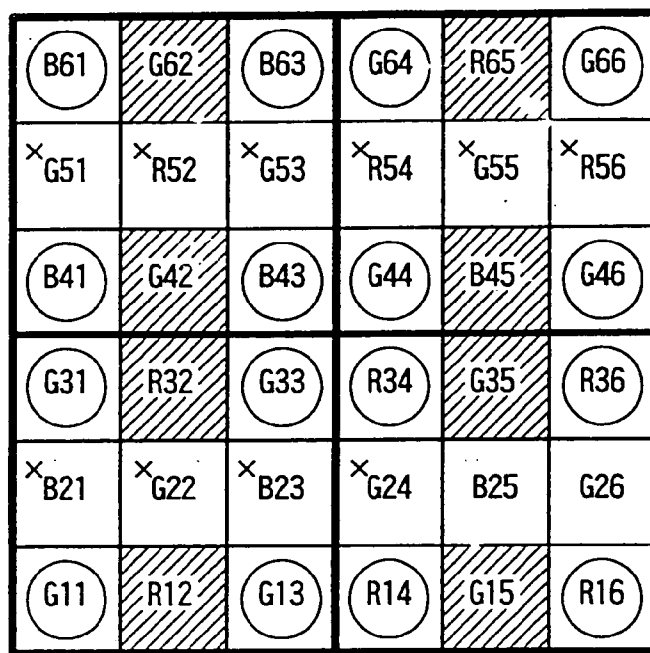 B61 G62 B63 G64 R65 G66
×G51 ×R52 ×G53 ×R54 ×G55 ×R56
B41 G42 B43 G44 B45 G46
G31 R32 G33 R34 G35 R36
×B21 ×G22 ×B23 ×G24 B25 G26
G11 R12 G13 R14 G15 R16